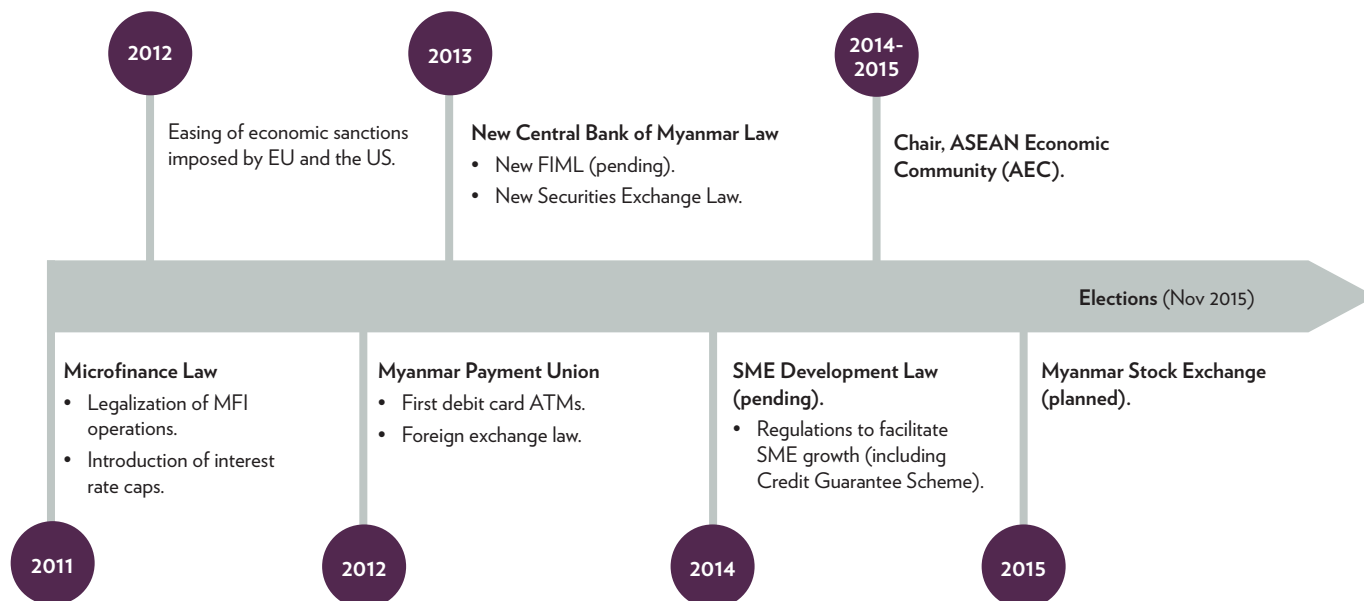 2012
Easing of economic sanctions
imposed by EU and the US.
2013
New Central Bank of Myanmar Law
• New FIML (pending).
• New Securities Exchange Law.
2014-
2015
Chair, ASEAN Economic
Community (AEC).
Elections (Nov 2015)
Microfinance Law
• Legalization of MFI
operations.
• Introduction of interest
rate caps.
2011
Myanmar Payment Union
• First debit card ATMs.
• Foreign exchange law.
2012
SME Development Law
(pending).
• Regulations to facilitate
SME growth (including
Credit Guarantee Scheme).
2014
Myanmar Stock Exchange
(planned).
2015